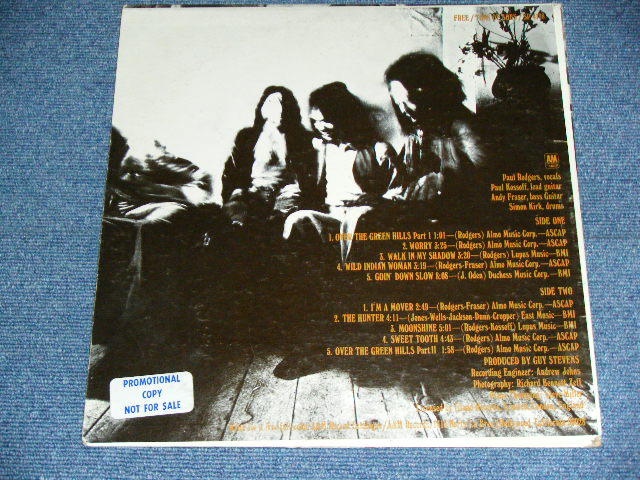 FREE/
AM
Paul Rodgers, vocals
Paul Kossoff, lead guitar
Andy Fraser, bass Guitar
Simon Kirk, drums
SIDE ONE
1. OVER THE GREEN HILLS Part 1 1:01—(Rodgers) Almo Music Corp.—ASCAP
2. WORRY 3:25—(Rodgers) Almo Music Corp.—ASCAP
3. WALK IN MY SHADOW 3:20—(Rodgers) Lupus Music—BMI
4. WILD INDIAN WOMAN 3:19—(Rodgers-Fraser) Almo Music Corp.—ASCAP
5. GOIN' DOWN SLOW (J. Oden) Duchess Music Corp.—BMI
SIDE TWO
1. I'M A MOVER 2:49—(Rodgers-Fraser) Almo Music Corp.—ASCAP
2. THE HUNTER 4:11—(Jones-Wells-Jackson-Dunn-Cropper) East Music—BMI
3. MOONSHINE 5:01—(Rodgers-Kossoff) Lupus Music—BMI
4. SWEET TOOTH 4:43—(Rodgers) Almo Music Corp.—ASCAP
5. OVER THE GREEN HILLS Part II 1:58—(Rodgers) Almo Music Corp.—ASCAP
PRODUCED BY GUY STEVENS
Recording Engineer: Andrew Johns
Photography: Richard Bennett Zeff
PROMOTIONAL
COPY
NOT FOR SALE